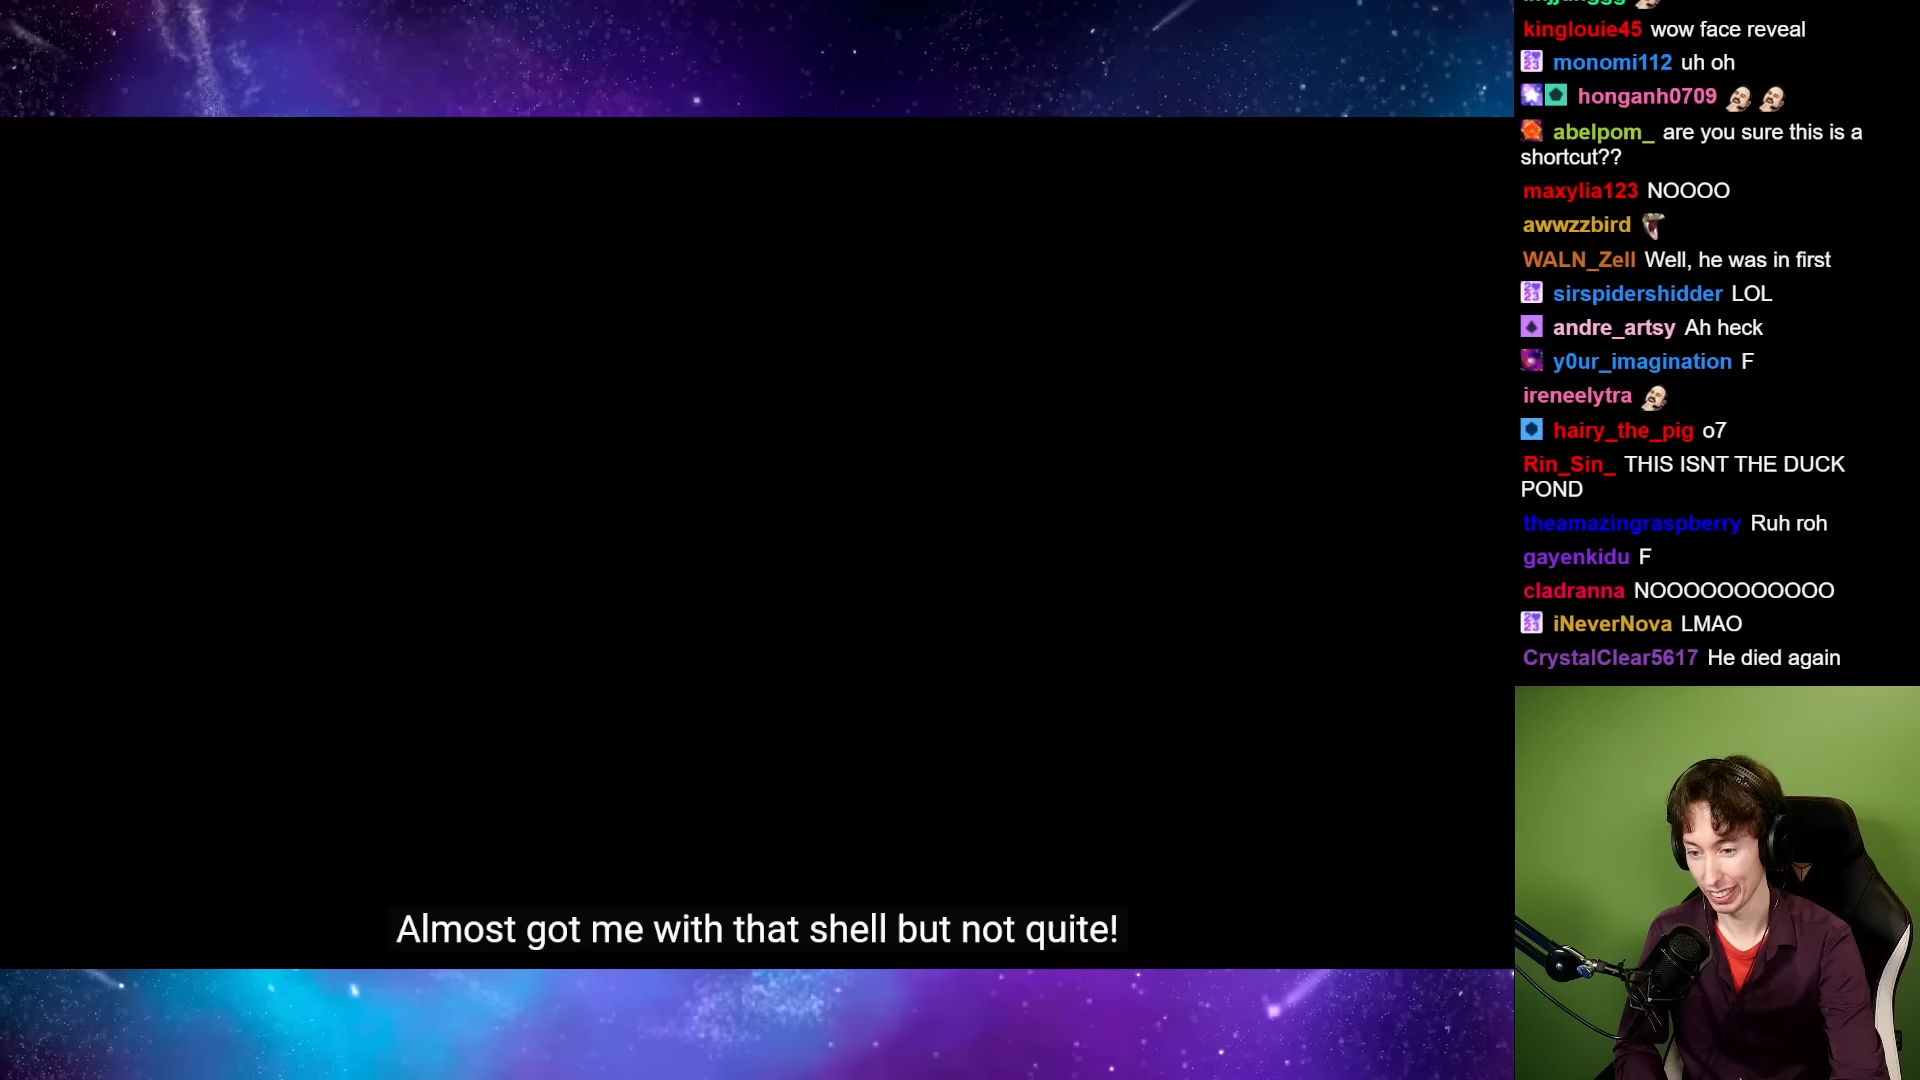 kinglouie45 wow face reveal
monomi112 uh oh
honganh0709
abelpom_ are you sure this is a
shortcut??
maxylia123 NOOOO
awwzzbird
WALN_Zell Well, he was in first
sirspidershidder LOL
andre_artsy Ah heck
y0ur_imagination F
ireneelytra
hairy_the_pig o7
Rin_Sin_ THIS ISNT THE DUCK
POND
theamazingraspberry Ruh roh
gayenkidu F
cladranna NOOOOOOOOOOO
iNeverNova LMAO
CrystalClear5617 He died again
Almost got me with that shell but not quite!